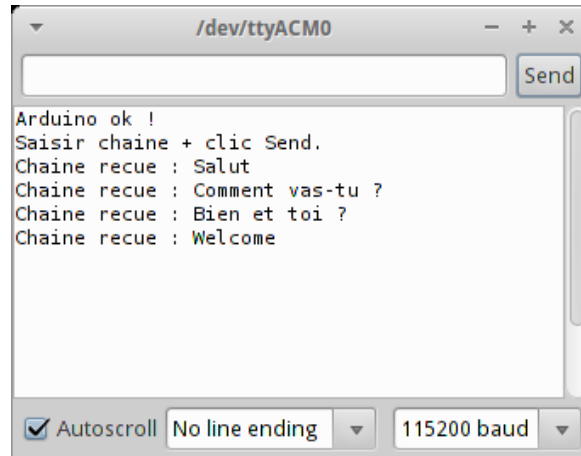 /dev/ttyACM0
Send
Arduino ok !
Saisir chaine + clic Send.
Chaine recue : Salut
Chaine recue : Comment vas-tu ?
Chaine recue : Bien et toi ?
Chaine recue : Welcome
Autoscroll No line ending 115200 baud